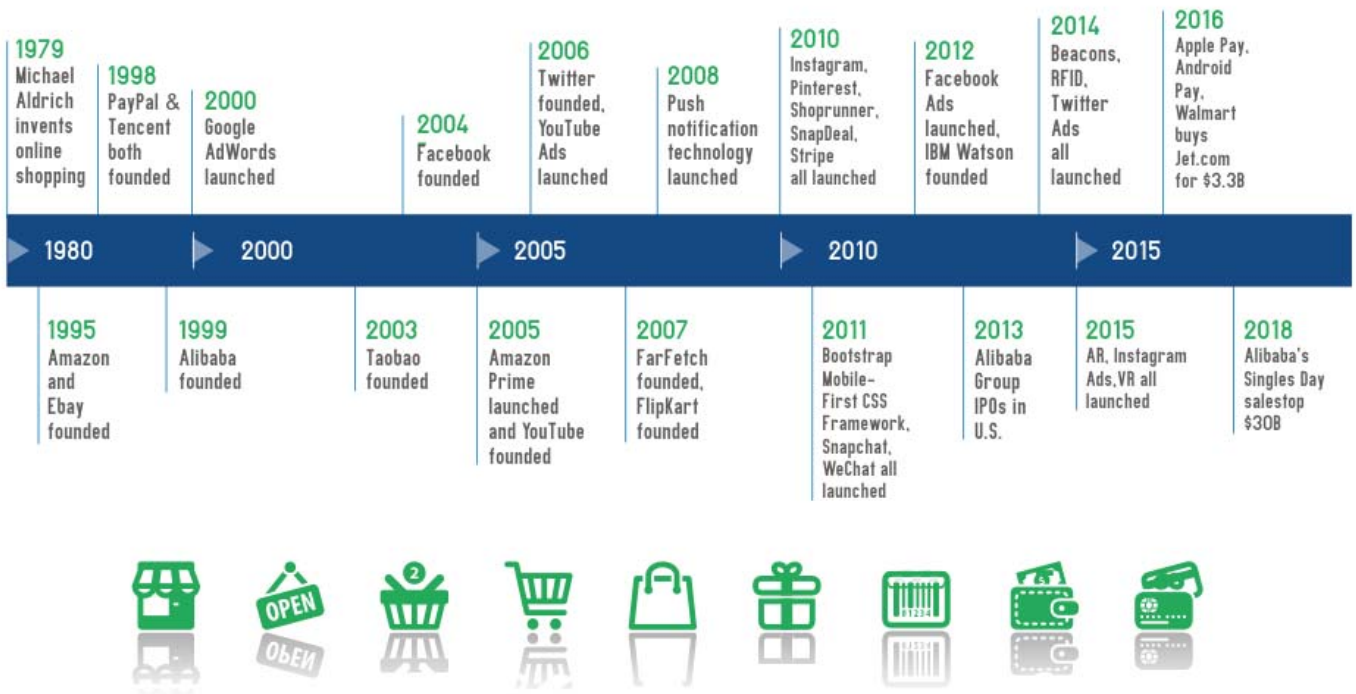 1979
Michael
Aldrich
invents
online
shopping
1998
PayPal &
Tencent
both
founded
2000
Google
AdWords
launched
2004
Facebook
founded
2006
Twitter
founded,
YouTube
Ads
launched
2008
Push
notification
technology
launched
2010
Instagram,
Pinterest,
Shoprunner,
SnapDeal,
Stripe
all launched
2012
Facebook
Ads
launched,
IBM Watson
founded
2014
Beacons,
RFID,
Twitter
Ads
all
launched
2016
Apple Pay,
Android
Pay,
Walmart
buys
Jet.com
for $3.3B
1980
2000
2005
2010
2015
1995
Amazon
and
Ebay
founded
1999
Alibaba
founded
2003
Taobao
founded
2005
Amazon
Prime
launched
and YouTube
founded
2007
FarFetch
founded,
FlipKart
founded
2011
Bootstrap
Mobile-
First CSS
Framework,
Snapchat,
WeChat all
launched
2013
Alibaba
Group
IPOs in
U.S.
2015
AR, Instagram
Ads,VR all
launched
2018
Alibaba's
Singles Day
salestop
$30B
OPEN
2
01234
5